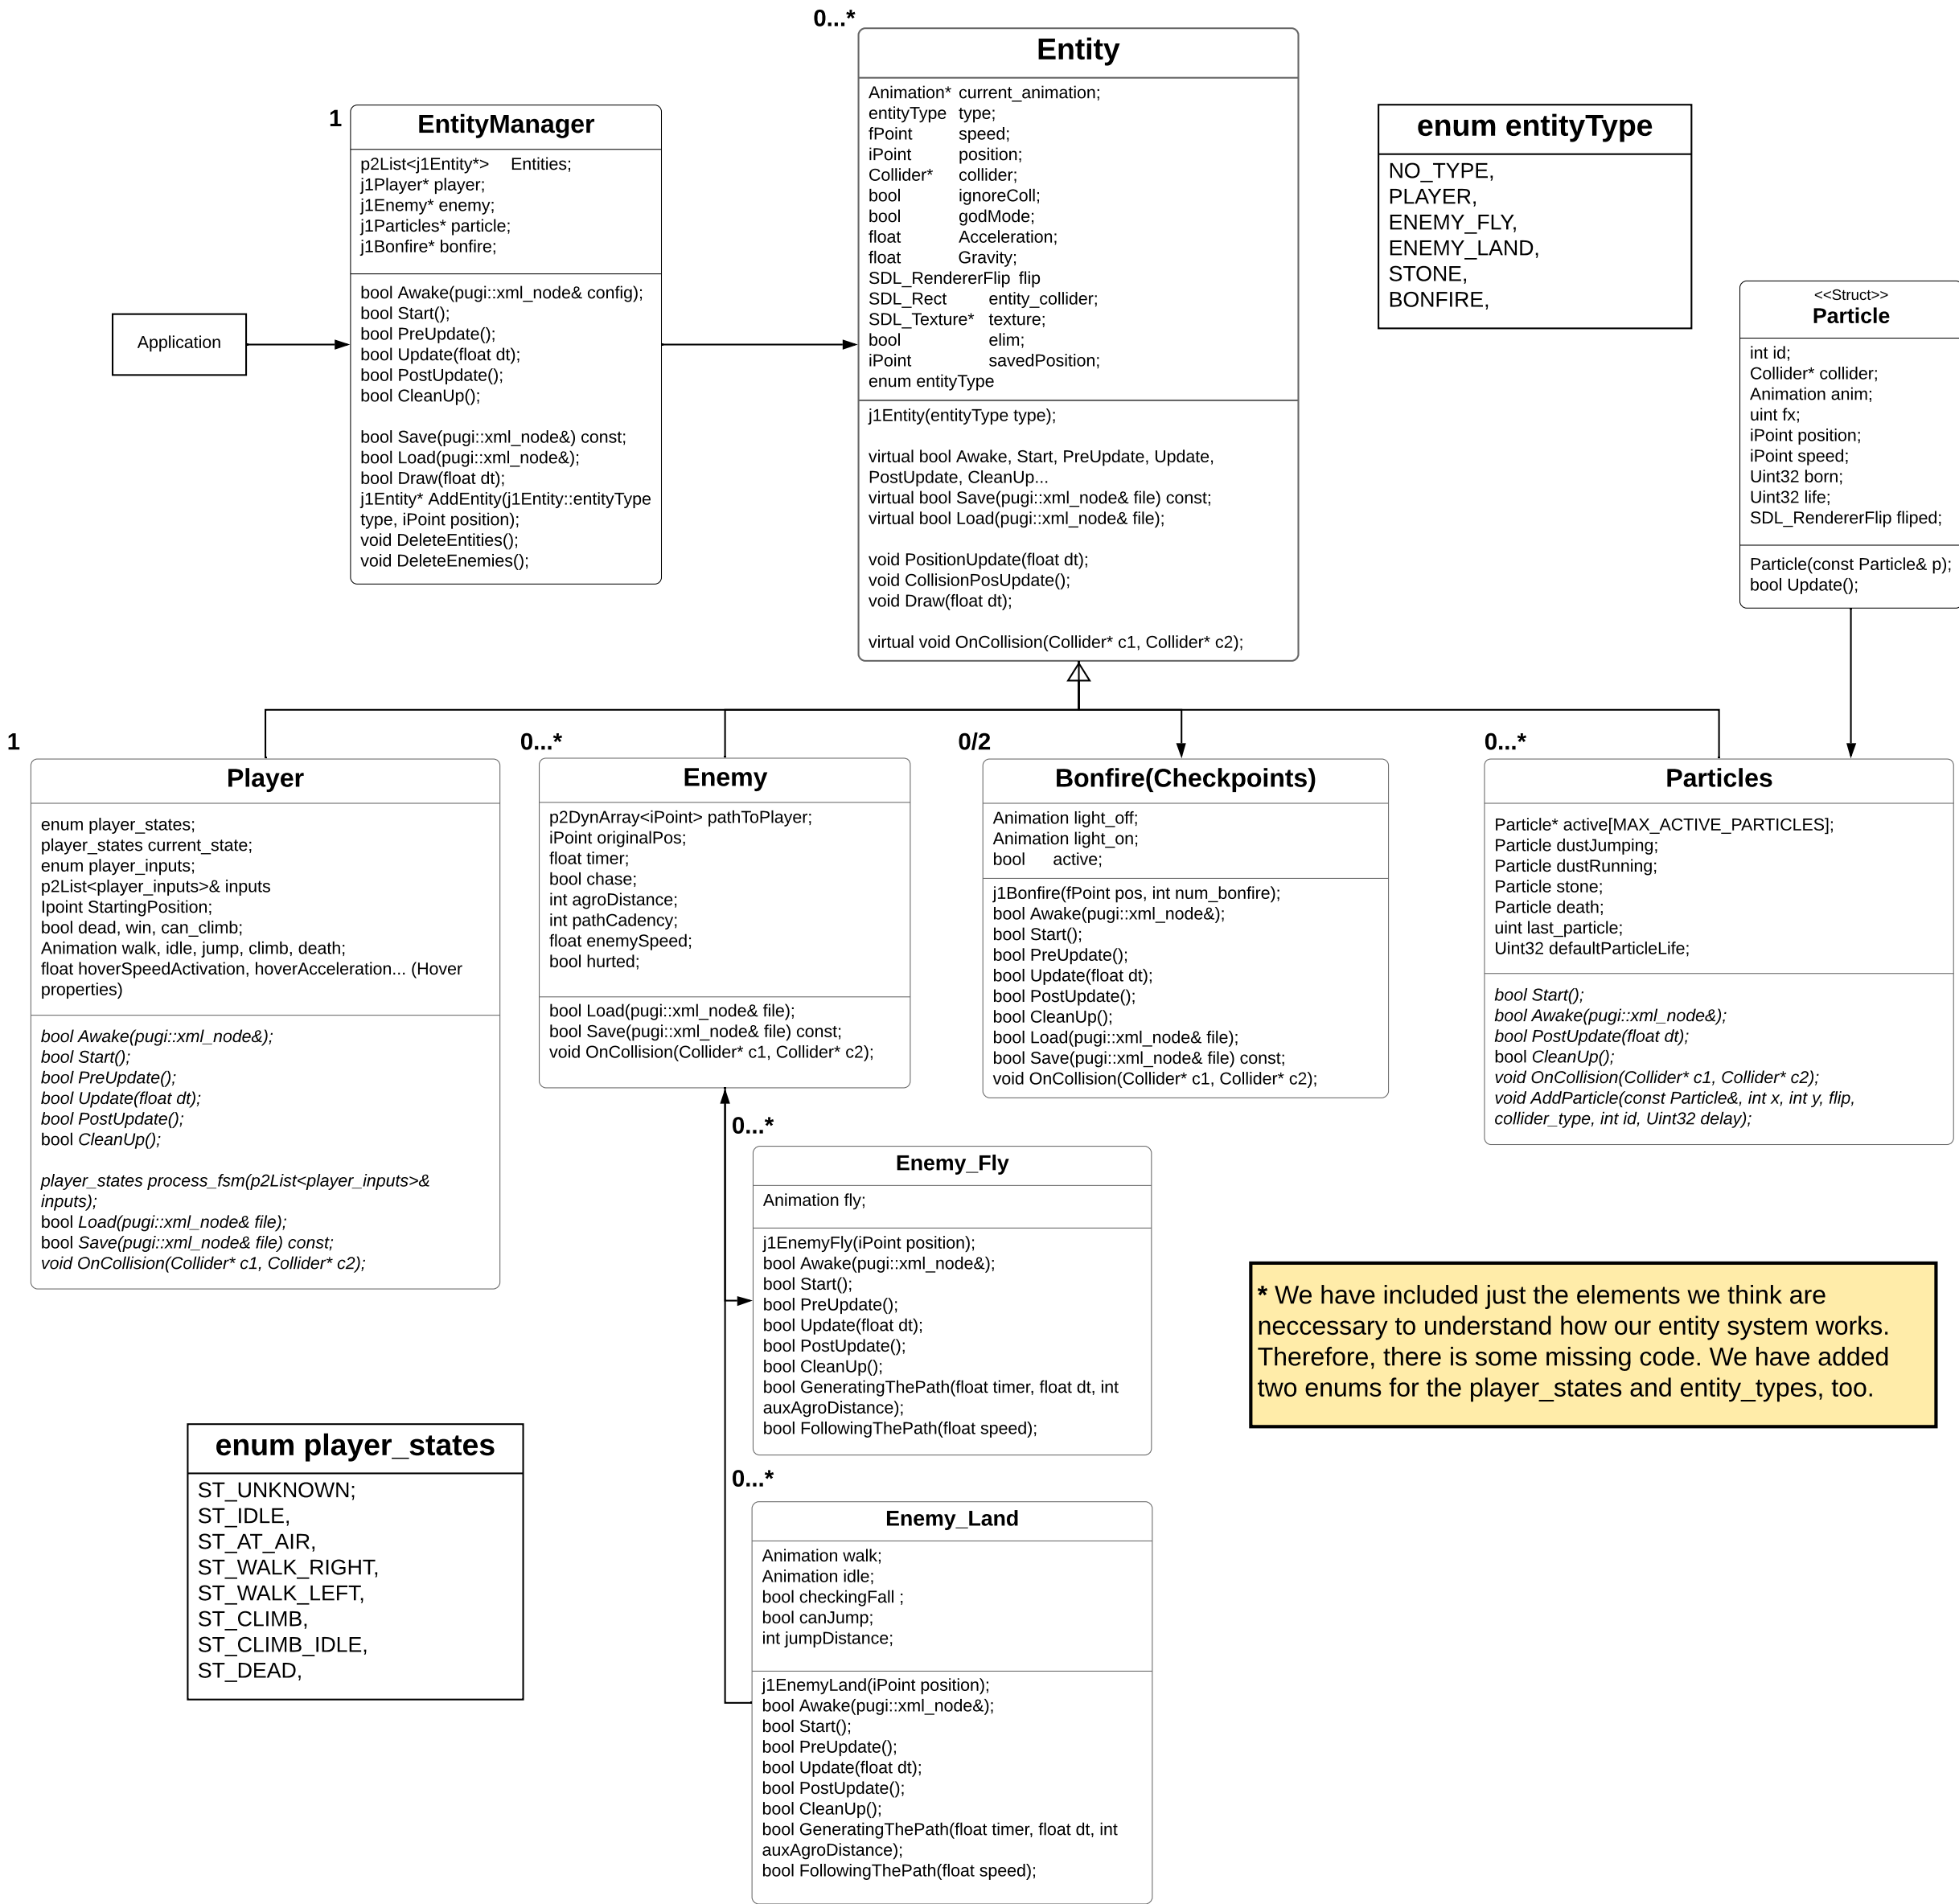 0...*
Entity
Animation* current_animation;
entityType type;
fPoint speed;
iPoint position;
Collider* collider;
bool ignoreColl;
bool godMode;
float Acceleration;
float Gravity;
SDL_RendererFlip flip
SDL_Rect entity_collider;
SDL_Texture* texture;
bool elim;
iPoint savedPosition;
enum entityType
j1Entity(entityType type);
virtual bool Awake, Start, PreUpdate, Update,
PostUpdate, CleanUp...
virtual bool Save(pugi::xml_node& file) const;
virtual bool Load(pugi::xml_node& file);
void PositionUpdate(float dt);
void CollisionPosUpdate();
void Draw(float dt);
virtual void OnCollision(Collider* c1, Collider* c2);
1
EntityManager
p2List<j1Entity*> Entities;
j1Player* player;
j1Enemy* enemy;
j1Particles* particle;
j1Bonfire* bonfire;
bool Awake(pugi::xml_node& config);
bool Start();
bool PreUpdate();
bool Update(float dt);
bool PostUpdate();
bool CleanUp();
bool Save(pugi::xml_node&) const;
bool Load(pugi::xml_node&);
bool Draw(float dt);
j1Entity* AddEntity(j1Entity::entityType
type, iPoint position);
void DeleteEntities();
void DeleteEnemies();
Application
enum entityType
NO_TYPE,
PLAYER,
ENEMY_FLY,
ENEMY_LAND,
STONE,
BONFIRE,
<<Struct>>
Particle
int id;
Collider* collider;
Animation anim;
uint fx;
iPoint position;
iPoint speed;
Uint32 born;
Uint32 life;
SDL_RendererFlip fliped;
Particle(const Particle& p);
bool Update();
1
Player
enum player_states;
player_states current_state;
enum player_inputs;
p2List<player_inputs>& inputs
Ipoint StartingPosition;
bool dead, win, can_climb;
Animation walk, idle, jump, climb, death;
float hoverSpeedActivation, hoverAcceleration... (Hover
properties)
bool Awake(pugi::xml_node&);
bool Start();
bool PreUpdate();
bool Update(float dt);
bool PostUpdate();
bool CleanUp();
player_states process_fsm(p2List<player_inputs>&
inputs);
bool Load(pugi::xml_node& file);
bool Save(pugi::xml_node& file) const;
void OnCollision(Collider* c1, Collider* c2);
0...*
Enemy
p2DynArray<iPoint> pathToPlayer;
iPoint originalPos;
float timer;
bool chase;
int agroDistance;
int pathCadency;
float enemySpeed;
bool hurted;
bool Load(pugi::xml_node& file);
bool Save(pugi::xml_node& file) const;
void OnCollision(Collider* c1, Collider* c2);
0/2
Bonfire(Checkpoints)
Animation light_off;
Animation light_on;
bool active;
j1Bonfire(fPoint pos, int num_bonfire);
bool Awake(pugi::xml_node&);
bool Start();
bool PreUpdate();
bool Update(float dt);
bool PostUpdate();
bool CleanUp();
bool Load(pugi::xml_node& file);
bool Save(pugi::xml_node& file) const;
void OnCollision(Collider* c1, Collider* c2);
0...*
Particles
Particle* active[MAX_ACTIVE_PARTICLES];
Particle dustJumping;
Particle dustRunning;
Particle stone;
Particle death;
uint last_particle;
Uint32 defaultParticleLife;
bool Start();
bool Awake(pugi::xml_node&);
bool PostUpdate(float dt);
bool CleanUp();
void OnCollision(Collider* c1, Collider* c2);
void AddParticle(const Particle&, int x, int y, flip,
collider_type, int id, Uint32 delay);
0...*
Enemy_Fly
Animation fly;
j1EnemyFly(iPoint position);
bool Awake(pugi::xml_node&);
bool Start();
bool PreUpdate();
bool Update(float dt);
bool PostUpdate();
bool CleanUp();
bool GeneratingThePath(float timer, float dt, int
auxAgroDistance);
bool FollowingThePath(float speed);
* We have included just the elements we think are
neccessary to understand how our entity system works.
Therefore, there is some missing code. We have added
two enums for the player_states and entity_types, too.
enum player_states
ST_UNKNOWN;
ST_IDLE,
ST_AT_AIR,
ST_WALK_RIGHT,
ST_WALK_LEFT,
ST_CLIMB,
ST_CLIMB_IDLE,
ST_DEAD,
0...*
Enemy_Land
Animation walk;
Animation idle;
bool checkingFall ;
bool canJump;
int jumpDistance;
j1EnemyLand(iPoint position);
bool Awake(pugi::xml_node&);
bool Start();
bool PreUpdate();
bool Update(float dt);
bool PostUpdate();
bool CleanUp();
bool GeneratingThePath(float timer, float dt, int
auxAgroDistance);
bool FollowingThePath(float speed);